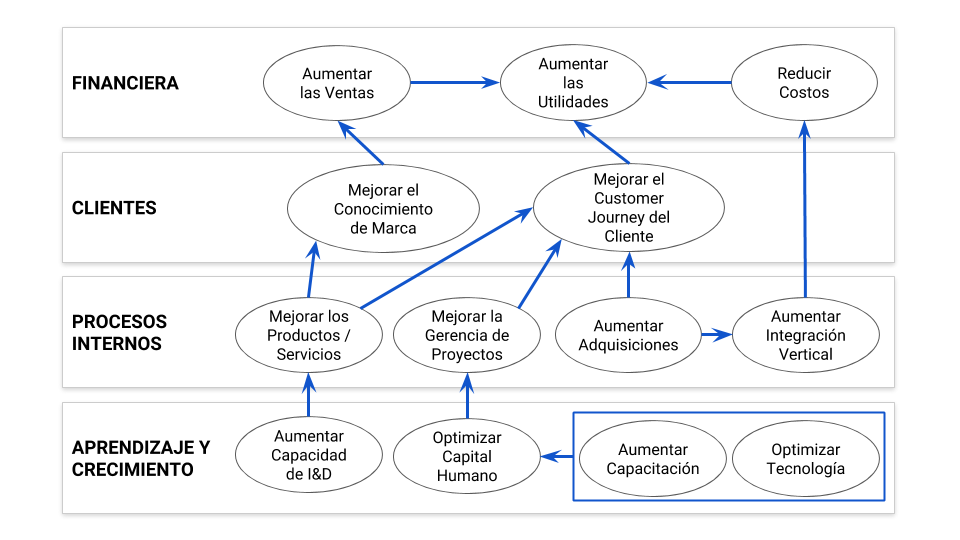 FINANCIERA
Aumentar
las Ventas
Aumentar
las
Utilidades
Reducir
Costos
CLIENTES
Mejorar el
Conocimiento
de Marca
Mejorar el
Customer
Journey del
Cliente
PROCESOS
INTERNOS
Mejorar los
Productos /
Servicios
Mejorar la
Gerencia de
Proyectos
Aumentar
Adquisiciones
Aumentar
Integración
Vertical
APRENDIZAJE Y
CRECIMIENTO
Aumentar
Capacidad
de I&D
Optimizar
Capital
Humano
Aumentar
Capacitación
Optimizar
Tecnología